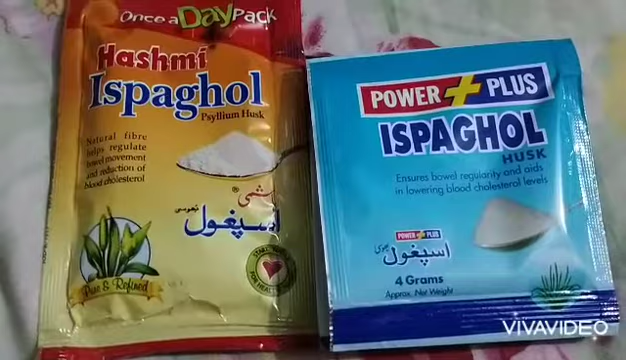 Once a Day Pack
Hashmi
Ispaghol
Psyllium Husk
Natural fibre
helps regulate
bowel movement
and reduction of
blood cholesterol
ہاشمی®
اسپغول بھوسی
Pure & Refined
POWER + PLUS
ISPAGHOL
HUSK
Ensures bowel regularity and aids
in lowering blood cholesterol levels
POWER + PLUS
اسپغول بھوسی
4 Grams
Approx. Net Weight
VIVAVIDEO